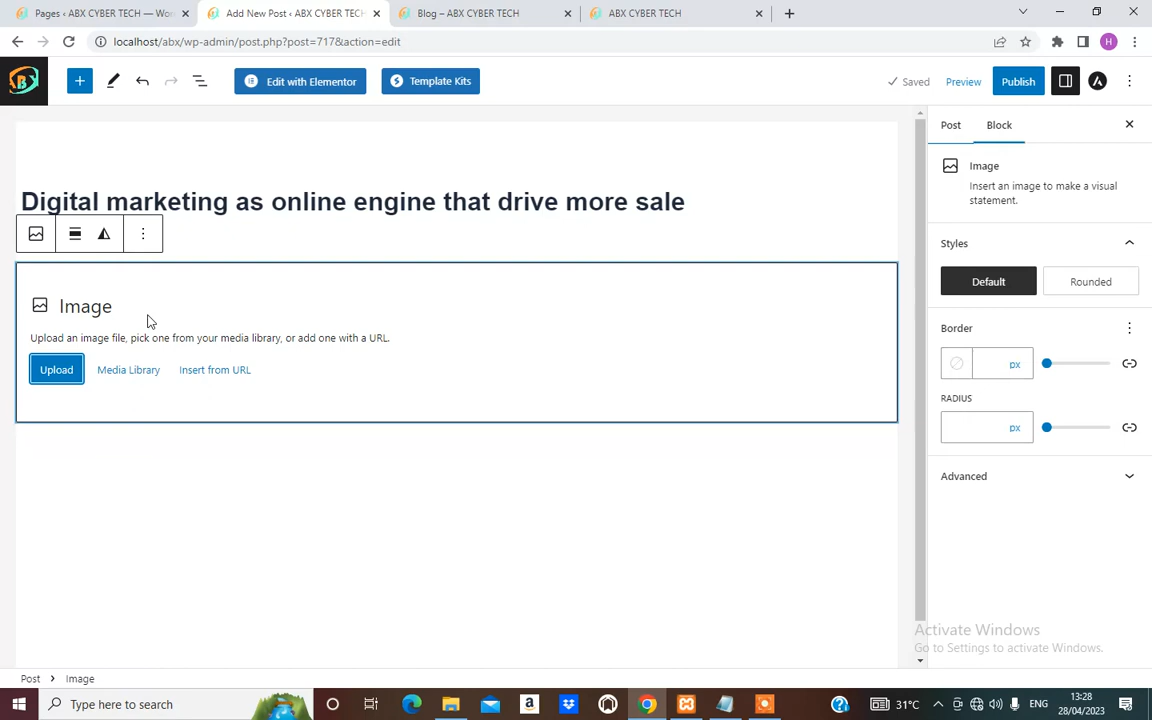 Pages ‹ ABX CYBER TECH — Wor
Add New Post ‹ ABX CYBER TECH
Blog – ABX CYBER TECH
ABX CYBER TECH
localhost/abx/wp-admin/post.php?post=717&action=edit
H
Edit with Elementor
Template Kits
Saved
Preview
Publish
Post
Block
Digital marketing as online engine that drive more sale
Image
Insert an image to make a visual
statement.
Styles
Default
Rounded
Image
Upload an image file, pick one from your media library, or add one with a URL.
Upload
Media Library
Insert from URL
Border
px
RADIUS
px
Advanced
Activate Windows
Go to Settings to activate Windows.
Post
Image
Type here to search
31°C
ENG
13:28
28/04/2023